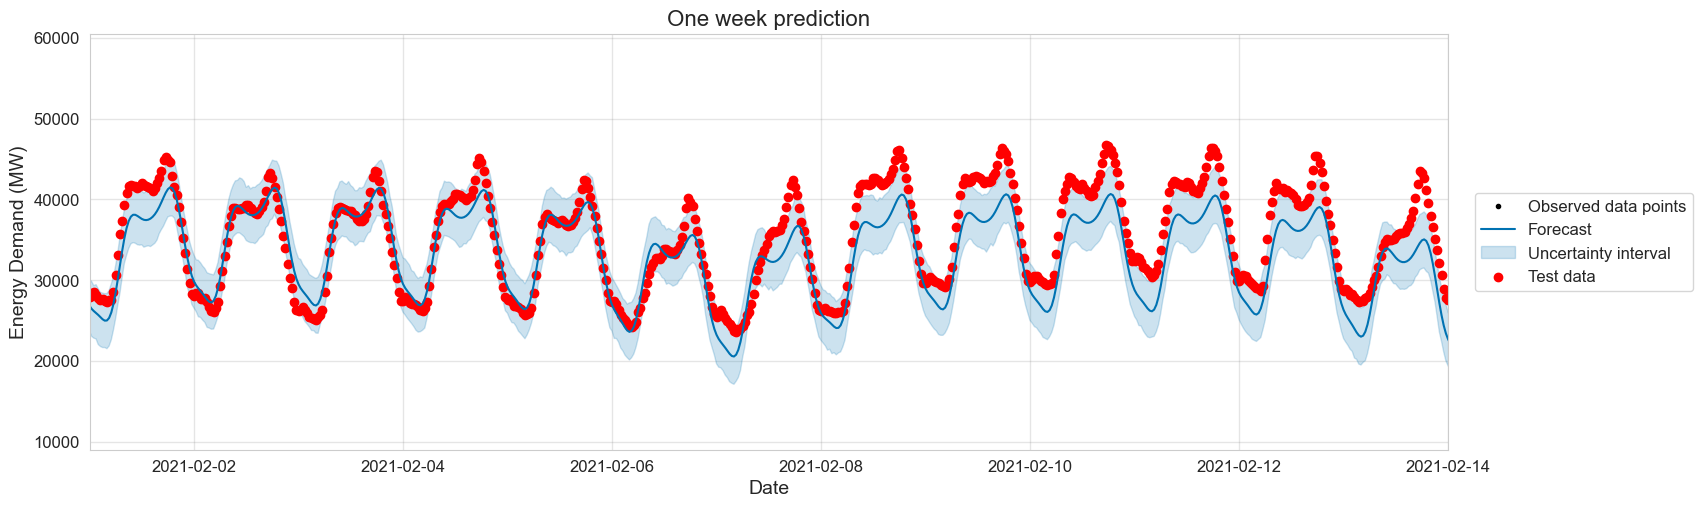 One week prediction
60000
50000
40000
30000
20000
10000
Energy Demand (MW)
2021-02-02
2021-02-04
2021-02-06
2021-02-08
2021-02-10
2021-02-12
2021-02-14
Date
Observed data points
Forecast
Uncertainty interval
Test data